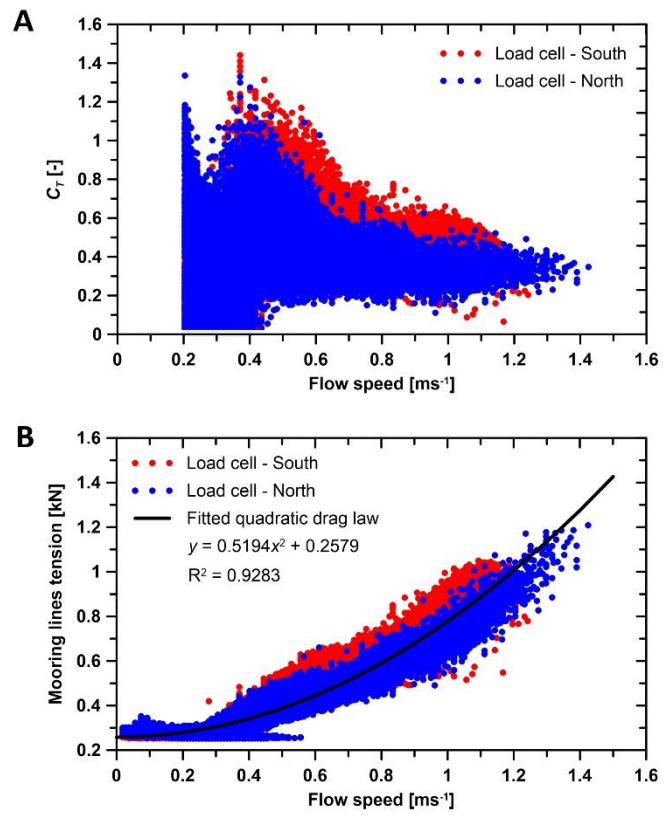 A
1.6
1.4
1.2
1
0.8
0.6
0.4
0.2
0
C_T [-]
Load cell - South
Load cell - North
0 0.2 0.4 0.6 0.8 1 1.2 1.4 1.6
Flow speed [ms⁻¹]
B
1.6
1.4
1.2
1
0.8
0.6
0.4
0.2
Mooring lines tension [kN]
Load cell - South
Load cell - North
Fitted quadratic drag law
y = 0.5194x² + 0.2579
R² = 0.9283
0 0.2 0.4 0.6 0.8 1 1.2 1.4 1.6
Flow speed [ms⁻¹]